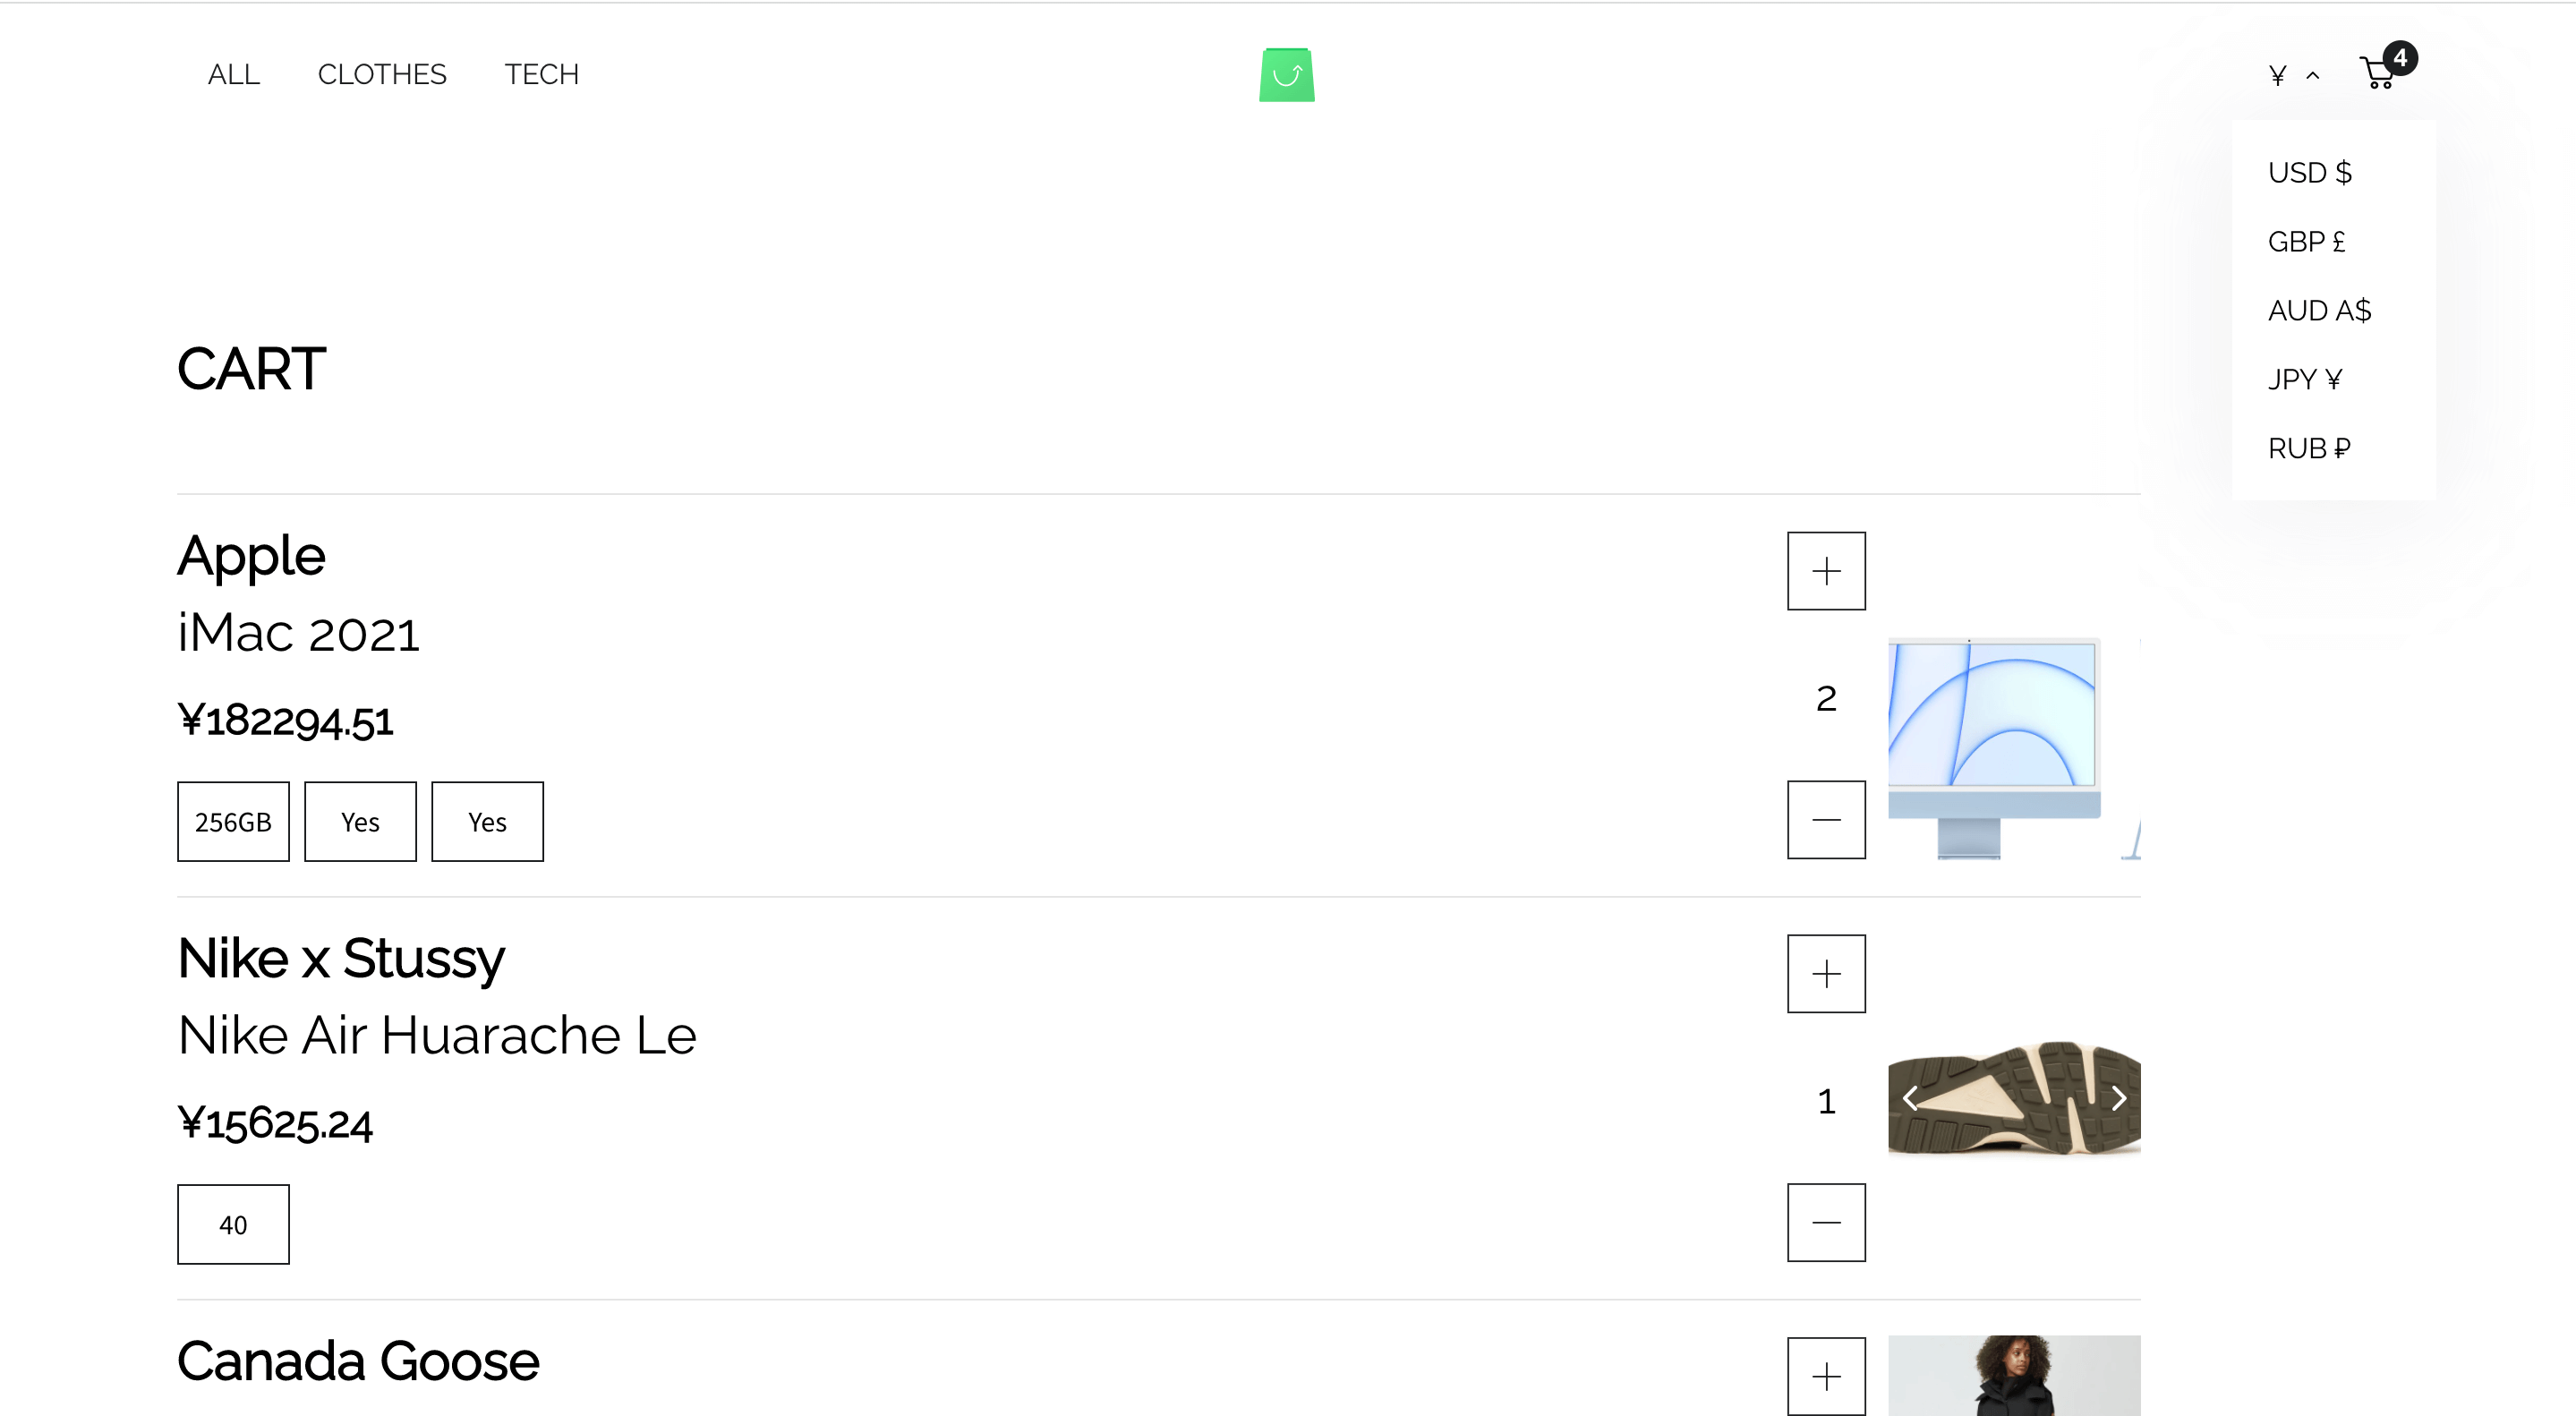 ALL CLOTHES TECH ¥ 4
USD $
GBP £
AUD A$
JPY ¥
RUB ₽
CART
Apple
iMac 2021
¥182294.51
256GB Yes Yes
+
2
−
Nike x Stussy
Nike Air Huarache Le
¥15625.24
40
+
1
−
Canada Goose
+